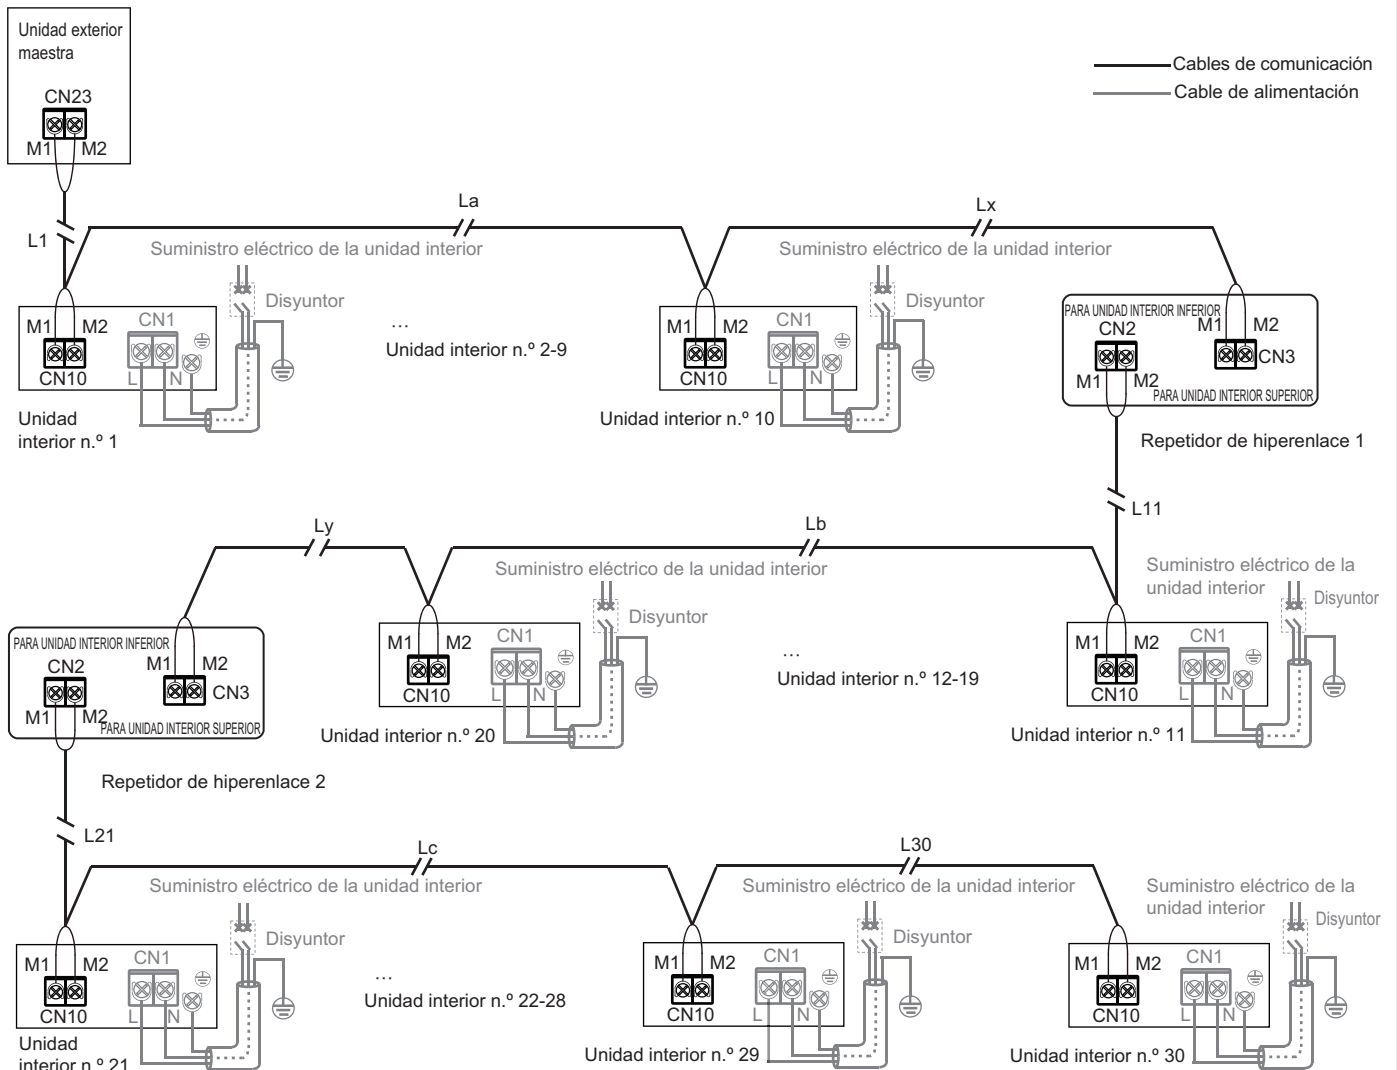 Unidad exterior
maestra
CN23
M1 M2
Cables de comunicación
Cable de alimentación
L1
La
Lx
Suministro eléctrico de la unidad interior
Suministro eléctrico de la unidad interior
Disyuntor
Disyuntor
M1 M2 CN1
CN10 L N
...
Unidad interior n.º 2-9
M1 M2 CN1
CN10 L N
PARA UNIDAD INTERIOR INFERIOR
CN2 M1 M2
CN3
M1 M2
PARA UNIDAD INTERIOR SUPERIOR
Unidad
interior n.º 1
Unidad interior n.º 10
Repetidor de hiperenlace 1
L11
Ly
Lb
Suministro eléctrico de la unidad interior
Suministro eléctrico de la
unidad interior
Disyuntor
Disyuntor
PARA UNIDAD INTERIOR INFERIOR
CN2 M1 M2
CN3
M1 M2
PARA UNIDAD INTERIOR SUPERIOR
M1 M2 CN1
CN10 L N
...
Unidad interior n.º 12-19
M1 M2 CN1
CN10 L N
Unidad interior n.º 20
Unidad interior n.º 11
Repetidor de hiperenlace 2
L21
Lc
L30
Suministro eléctrico de la unidad interior
Suministro eléctrico de la unidad interior
Suministro eléctrico de la
unidad interior
Disyuntor
Disyuntor
Disyuntor
M1 M2 CN1
CN10 L N
...
Unidad interior n.º 22-28
M1 M2 CN1
CN10 L N
M1 M2 CN1
CN10 L N
Unidad
interior n.º 21
Unidad interior n.º 29
Unidad interior n.º 30